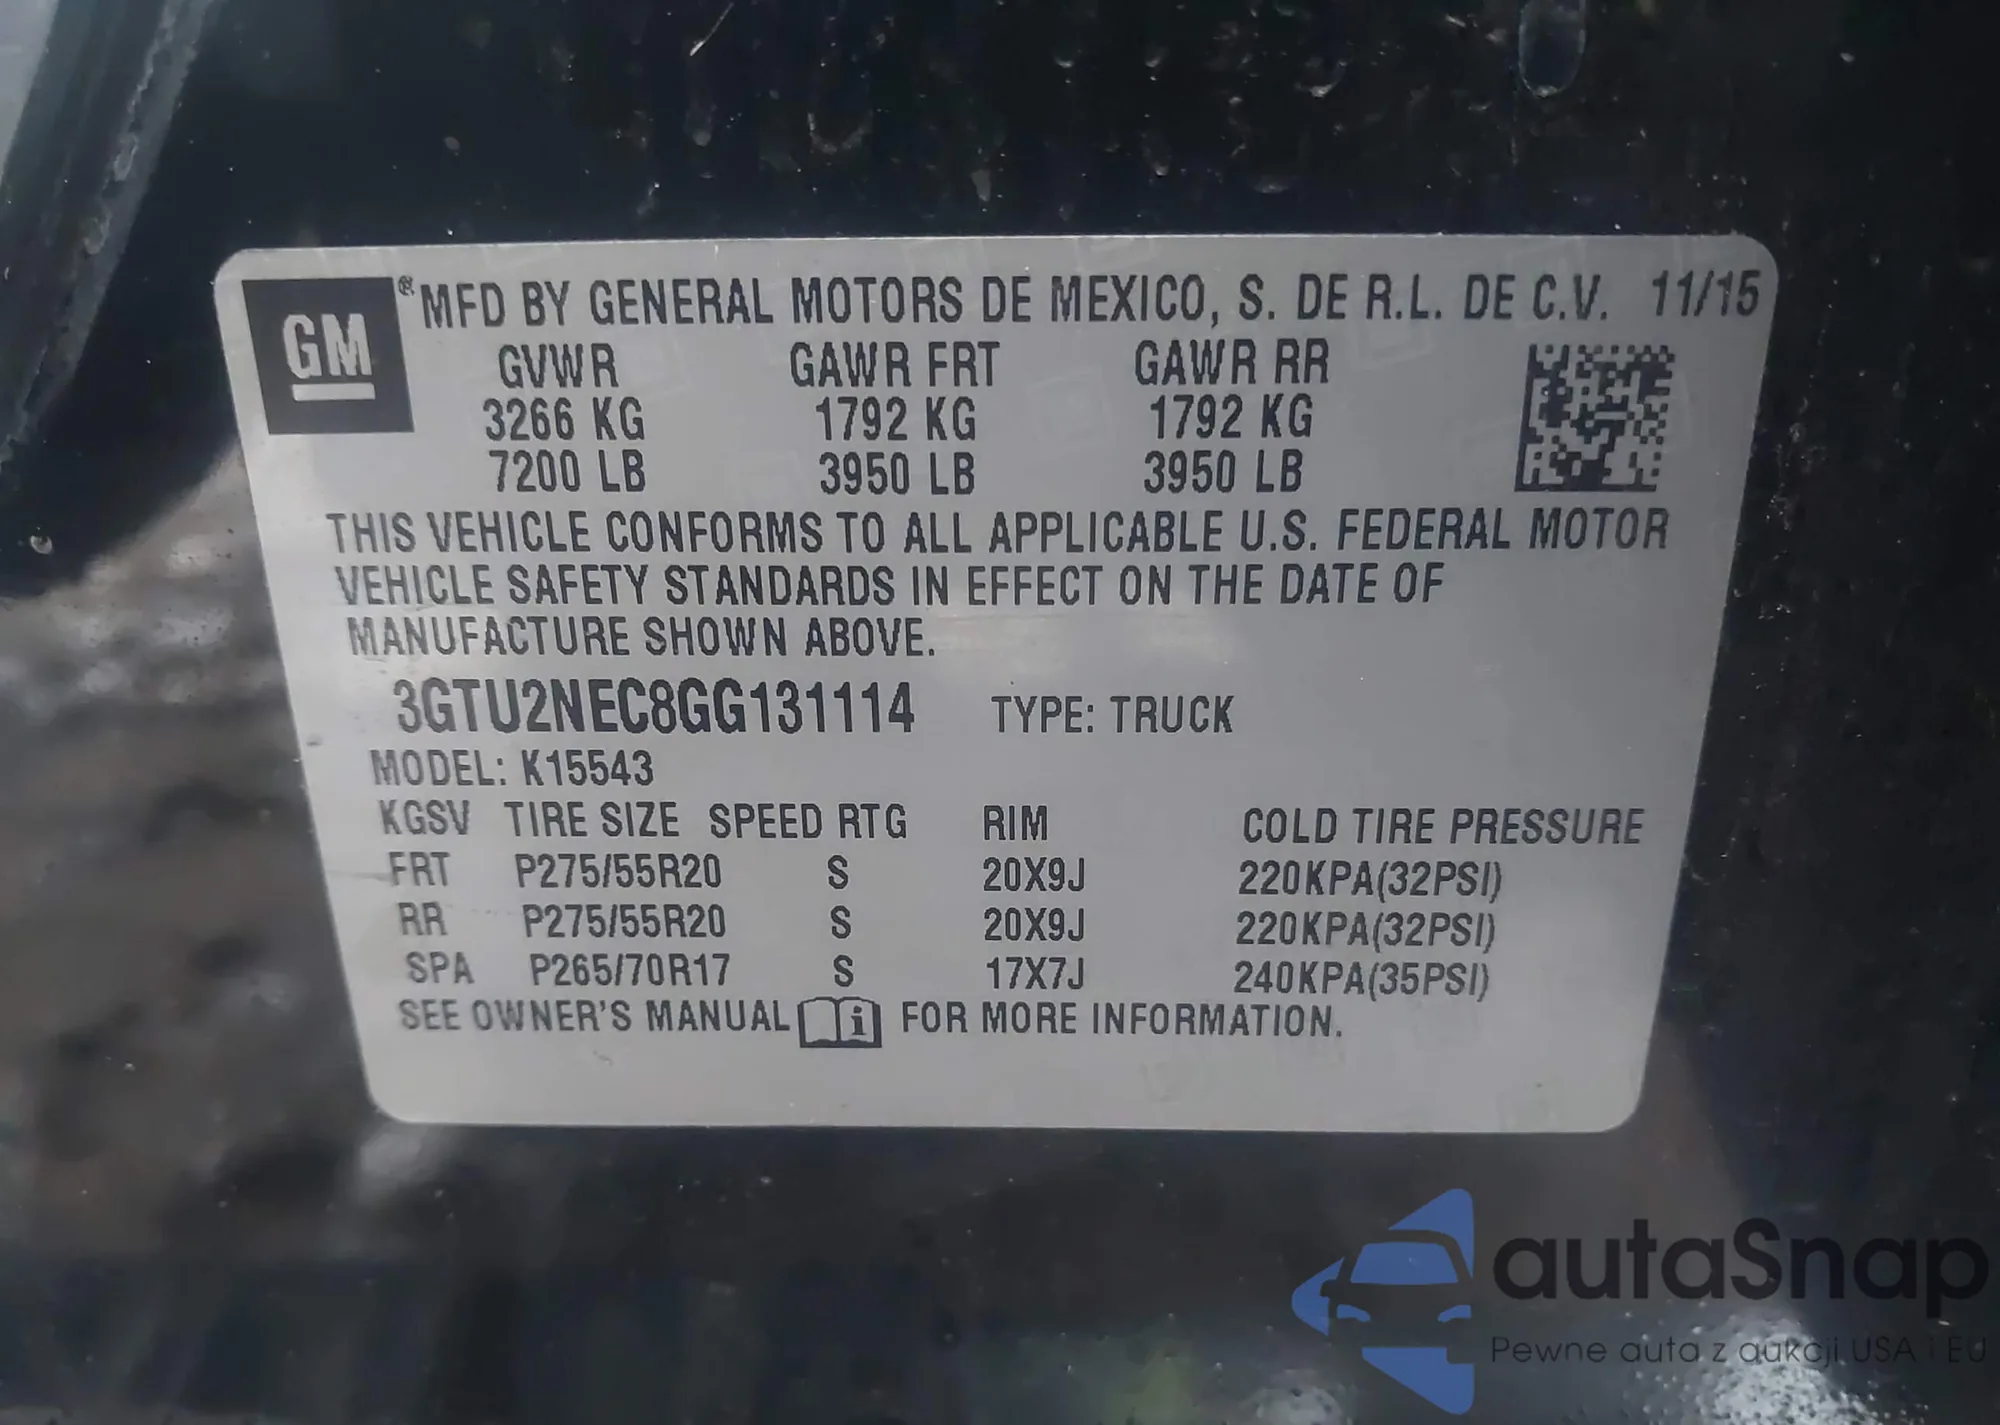 GM ® MFD BY GENERAL MOTORS DE MEXICO, S. DE R.L. DE C.V. 11/15
GVWR GAWR FRT GAWR RR
3266 KG 1792 KG 1792 KG
7200 LB 3950 LB 3950 LB
THIS VEHICLE CONFORMS TO ALL APPLICABLE U.S. FEDERAL MOTOR
VEHICLE SAFETY STANDARDS IN EFFECT ON THE DATE OF
MANUFACTURE SHOWN ABOVE.
3GTU2NEC8GG131114 TYPE: TRUCK
MODEL: K15543
KGSV TIRE SIZE SPEED RTG RIM COLD TIRE PRESSURE
FRT P275/55R20 S 20X9J 220KPA(32PSI)
RR P275/55R20 S 20X9J 220KPA(32PSI)
SPA P265/70R17 S 17X7J 240KPA(35PSI)
SEE OWNER'S MANUAL i FOR MORE INFORMATION.
autaSnap
Pewne auta z aukcji USA i EU